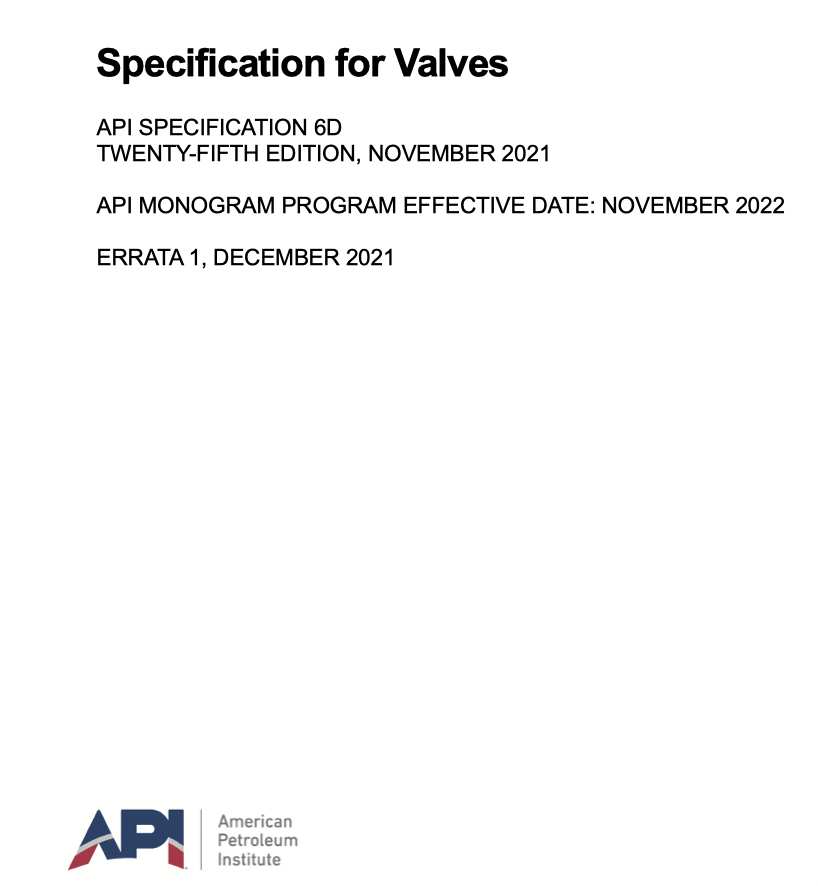 Specification for Valves
API SPECIFICATION 6D
TWENTY-FIFTH EDITION, NOVEMBER 2021
API MONOGRAM PROGRAM EFFECTIVE DATE: NOVEMBER 2022
ERRATA 1, DECEMBER 2021
API
American
Petroleum
Institute